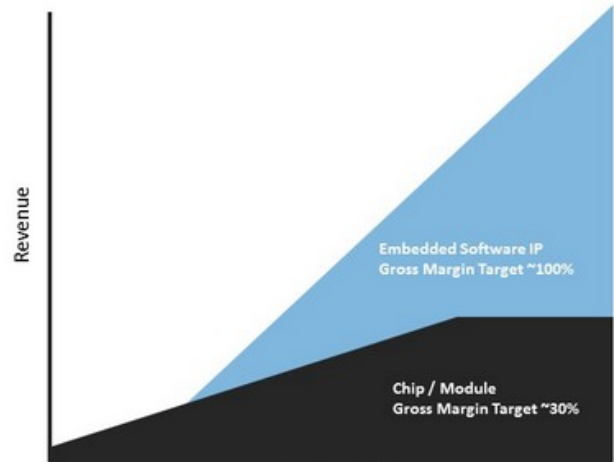 Revenue
Embedded Software IP
Gross Margin Target ~100%
Chip / Module
Gross Margin Target ~30%